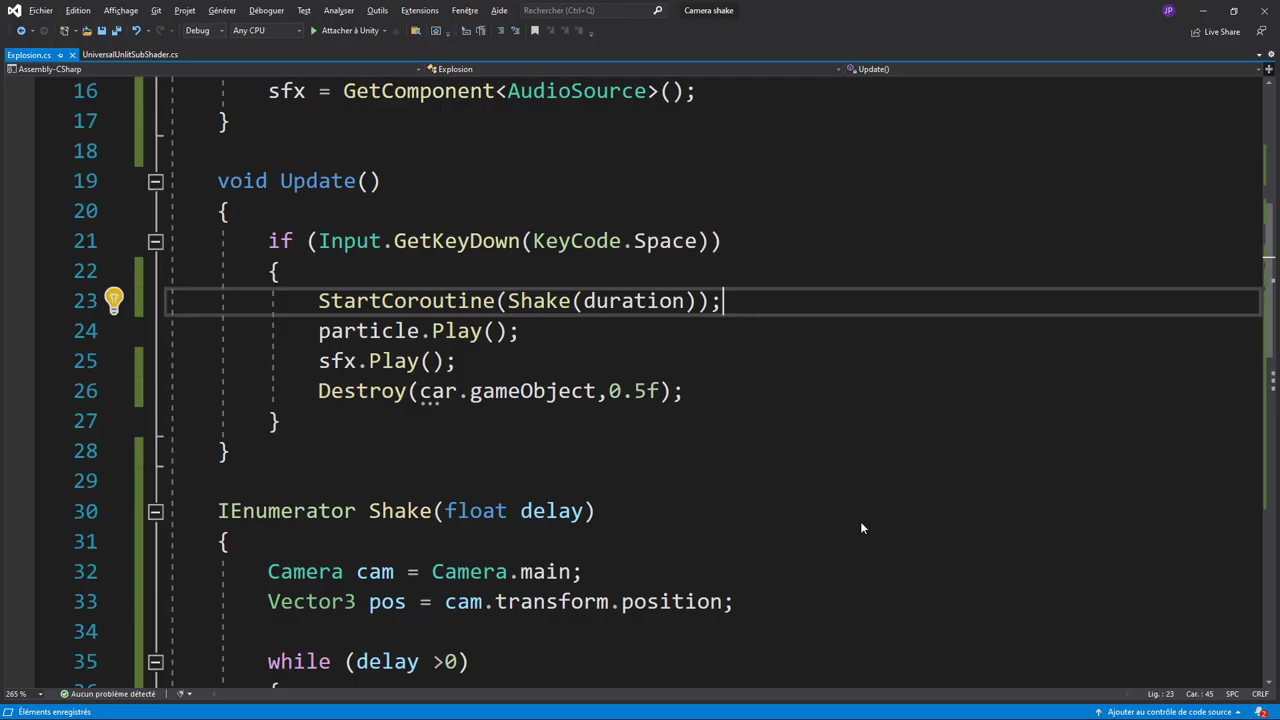 Fichier Edition Affichage Git Projet Générer Déboguer Test Analyser Outils Extensions Fenêtre Aide Rechercher (Ctrl+Q) Camera shake JP
Debug Any CPU Attacher à Unity Live Share
Explosion.cs UniversalUnlitSubShader.cs
Assembly-CSharp Explosion Update()
16 sfx = GetComponent<AudioSource>();
17 }
18
19 void Update()
20 {
21 if (Input.GetKeyDown(KeyCode.Space))
22 {
23 StartCoroutine(Shake(duration));
24 particle.Play();
25 sfx.Play();
26 Destroy(car.gameObject,0.5f);
27 }
28 }
29
30 IEnumerator Shake(float delay)
31 {
32 Camera cam = Camera.main;
33 Vector3 pos = cam.transform.position;
34
35 while (delay >0)
265 % Aucun problème détecté Lig. : 23 Car. : 45 SPC CRLF
Éléments enregistrés Ajouter au contrôle de code source 2